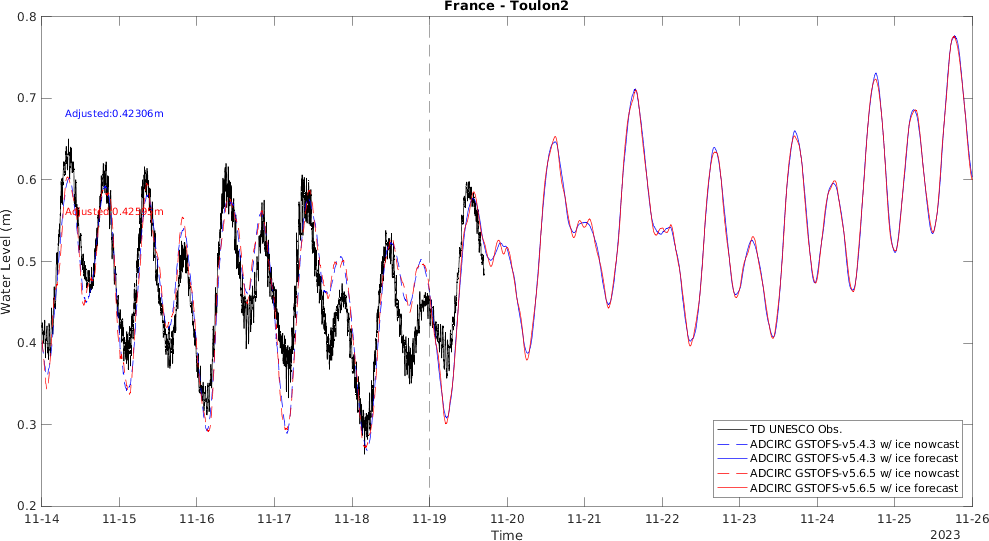 France - Toulon2
0.8
0.7
0.6
0.5
0.4
0.3
0.2
Water Level (m)
Adjusted:0.42306m
Adjusted:0.42595m
TD UNESCO Obs.
ADCIRC GSTOFS-v5.4.3 w/ ice nowcast
ADCIRC GSTOFS-v5.4.3 w/ ice forecast
ADCIRC GSTOFS-v5.6.5 w/ ice nowcast
ADCIRC GSTOFS-v5.6.5 w/ ice forecast
11-14 11-15 11-16 11-17 11-18 11-19 11-20 11-21 11-22 11-23 11-24 11-25 11-26
Time
2023